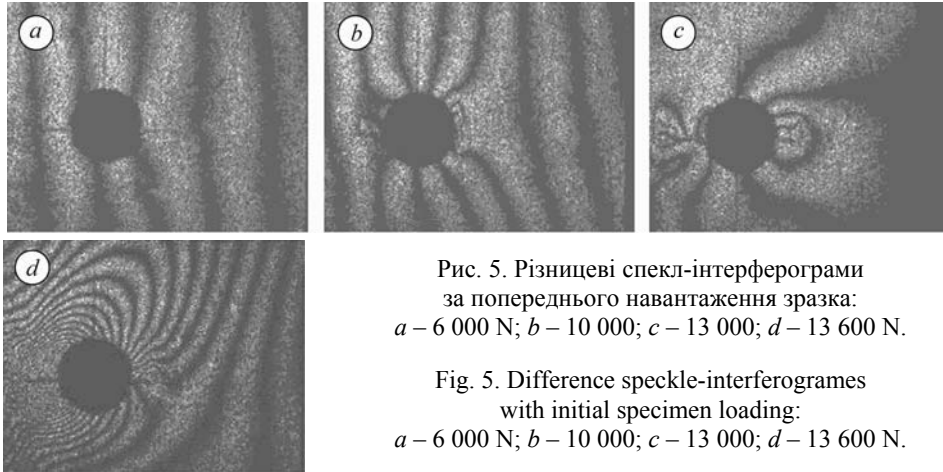 a
b
c
d
Рис. 5. Різницеві спекл-інтерферограми
за попереднього навантаження зразка:
a – 6 000 N; b – 10 000; c – 13 000; d – 13 600 N.
Fig. 5. Difference speckle-interferogrames
with initial specimen loading:
a – 6 000 N; b – 10 000; c – 13 000; d – 13 600 N.